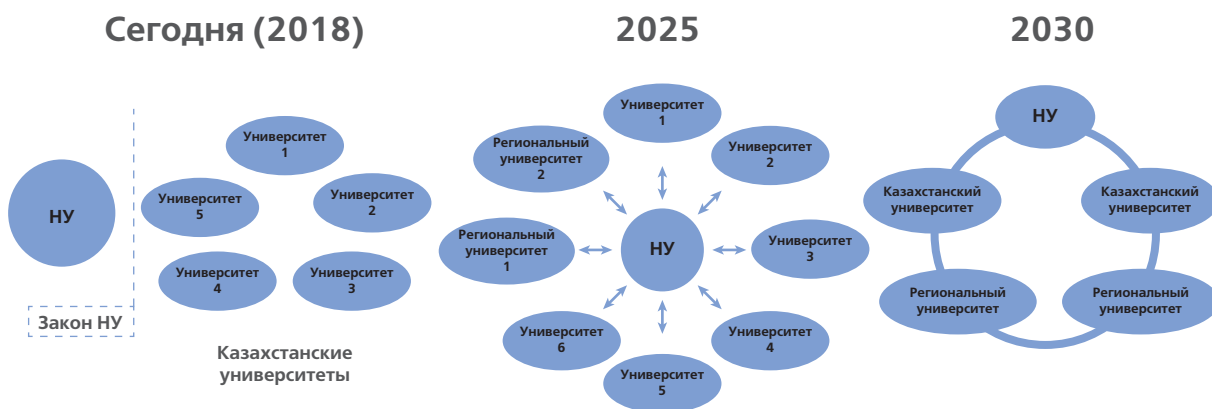 Сегодня (2018)
НУ
Закон НУ
Университет
1
Университет
5
Университет
2
Университет
4
Университет
3
Казахстанские
университеты
2025
Университет
1
Региональный
университет
2
Университет
2
Региональный
университет
1
НУ
Университет
3
Университет
6
Университет
4
Университет
5
2030
НУ
Казахстанский
университет
Казахстанский
университет
Региональный
университет
Региональный
университет